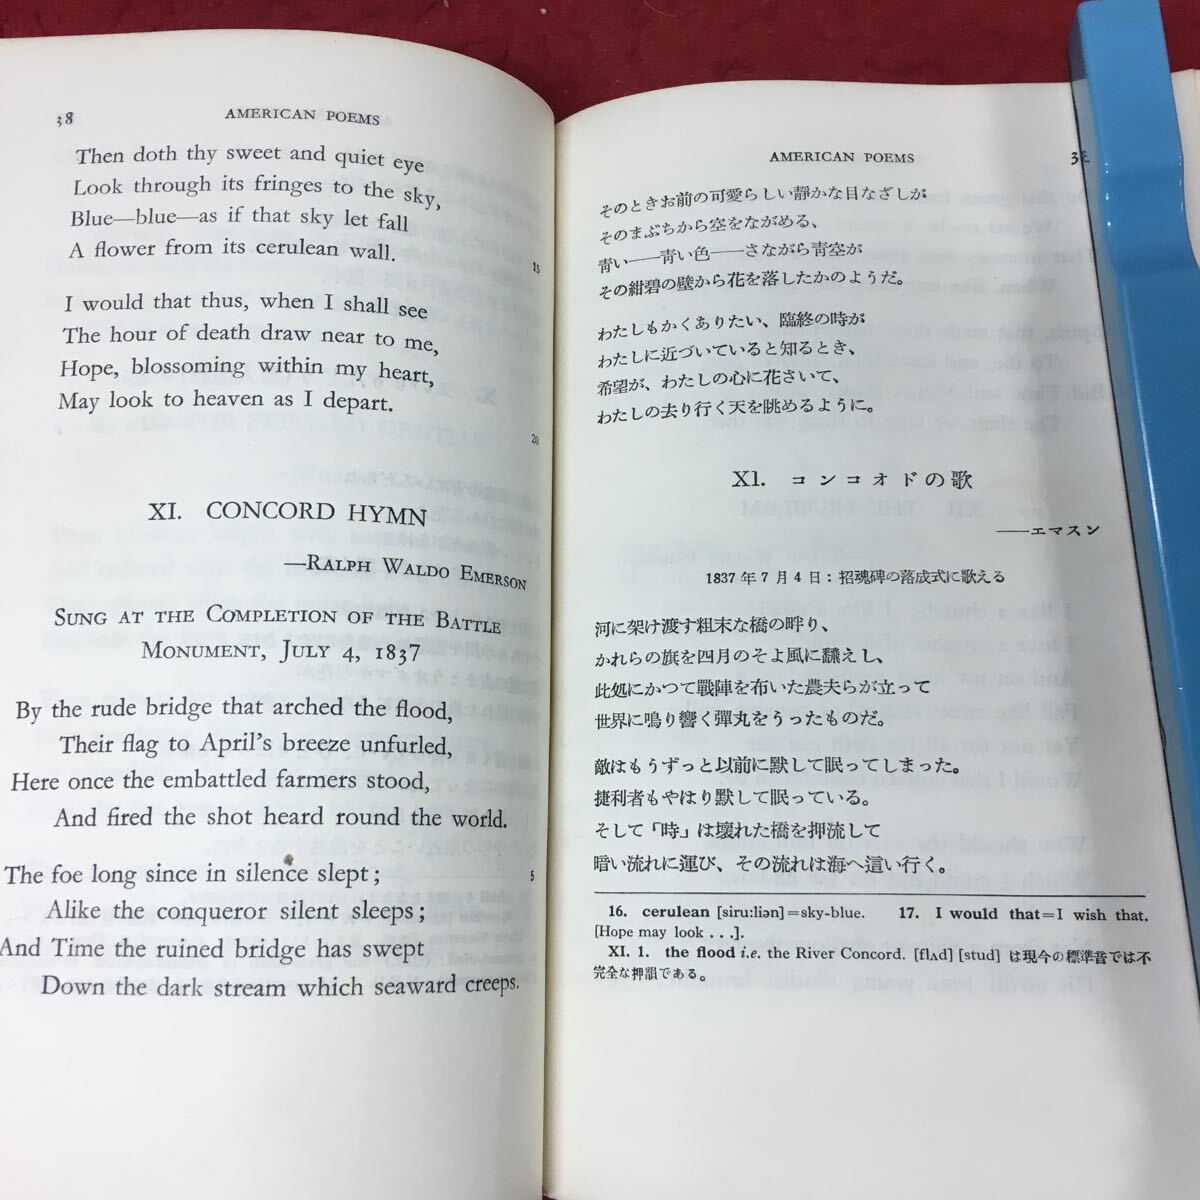 38
AMERICAN POEMS
Then doth thy sweet and quiet eye
Look through its fringes to the sky,
Blue—blue—as if that sky let fall
A flower from its cerulean wall.
15
I would that thus, when I shall see
The hour of death draw near to me,
Hope, blossoming within my heart,
May look to heaven as I depart.
20
XI. CONCORD HYMN
—RALPH WALDO EMERSON
SUNG AT THE COMPLETION OF THE BATTLE
MONUMENT, JULY 4, 1837
By the rude bridge that arched the flood,
Their flag to April's breeze unfurled,
Here once the embattled farmers stood,
And fired the shot heard round the world.
The foe long since in silence slept;
5
Alike the conqueror silent sleeps;
And Time the ruined bridge has swept
Down the dark stream which seaward creeps.
AMERICAN POEMS
そのときお前の可愛らしい靜かな目なざしが
そのまぶちから空をながめる、
靑い——靑い色——さながら靑空が
その紺碧の壁から花を落したかのようだ。
わたしもかくありたい、臨終の時が
わたしに近づいていると知るとき、
希望が、わたしの心に花さいて、
わたしの去り行く天を眺めるように。
XI. コンコオドの歌
——エマスン
1837年7月4日：招魂碑の落成式に歌える
河に架け渡す粗末な橋の畔り、
かれらの旗を四月のそよ風に飜えし、
此処にかつて戰陣を布いた農夫らが立って
世界に鳴り響く彈丸をうったものだ。
敵はもうずっと以前に默して眠ってしまった。
捷利者もやはり默して眠っている。
そして「時」は壞れた橋を押流して
暗い流れに運び、その流れは海へ這い行く。
16. cerulean [siru:liən]=sky-blue. 17. I would that=I wish that.
[Hope may look . . .].
XI. 1. the flood i.e. the River Concord. [flʌd] [stud] は現今の標準音では不
完全な押韻である。